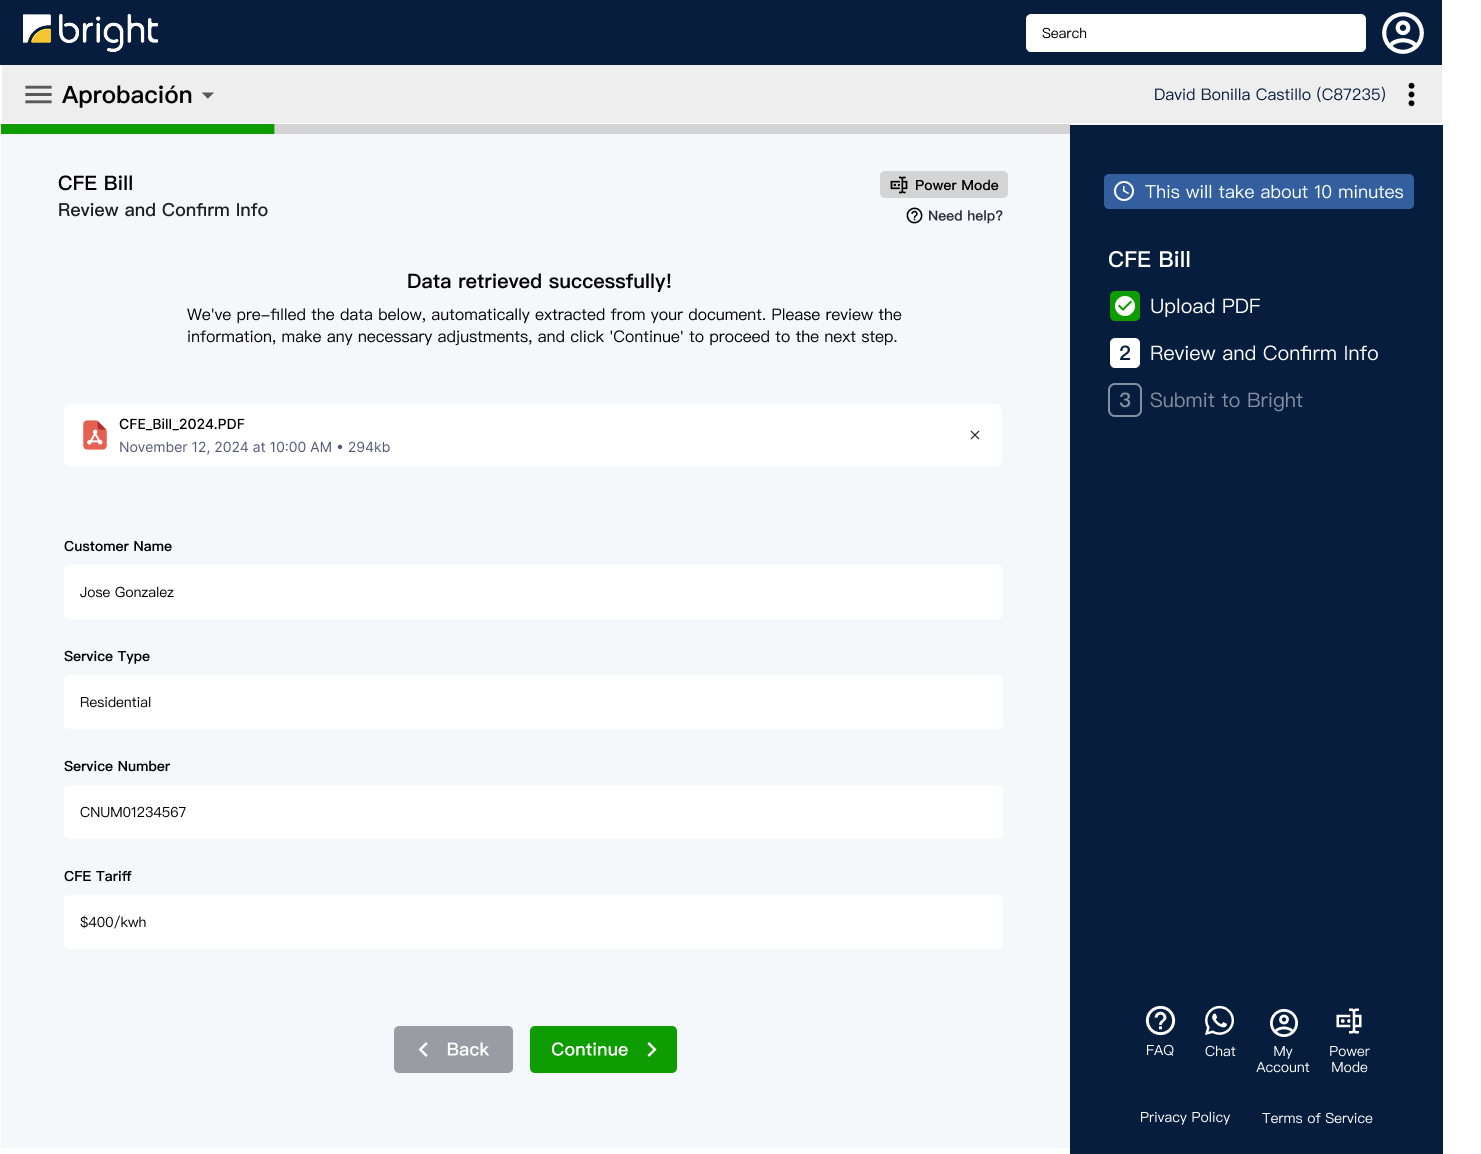 bright
Search
Aprobación
David Bonilla Castillo (C87235)
CFE Bill
Review and Confirm Info
Power Mode
Need help?
Data retrieved successfully!
We've pre-filled the data below, automatically extracted from your document. Please review the
information, make any necessary adjustments, and click 'Continue' to proceed to the next step.
CFE_Bill_2024.PDF
November 12, 2024 at 10:00 AM • 294kb
Customer Name
Jose Gonzalez
Service Type
Residential
Service Number
CNUM01234567
CFE Tariff
$400/kwh
Back
Continue
This will take about 10 minutes
CFE Bill
Upload PDF
2 Review and Confirm Info
3 Submit to Bright
FAQ
Chat
My
Account
Power
Mode
Privacy Policy
Terms of Service